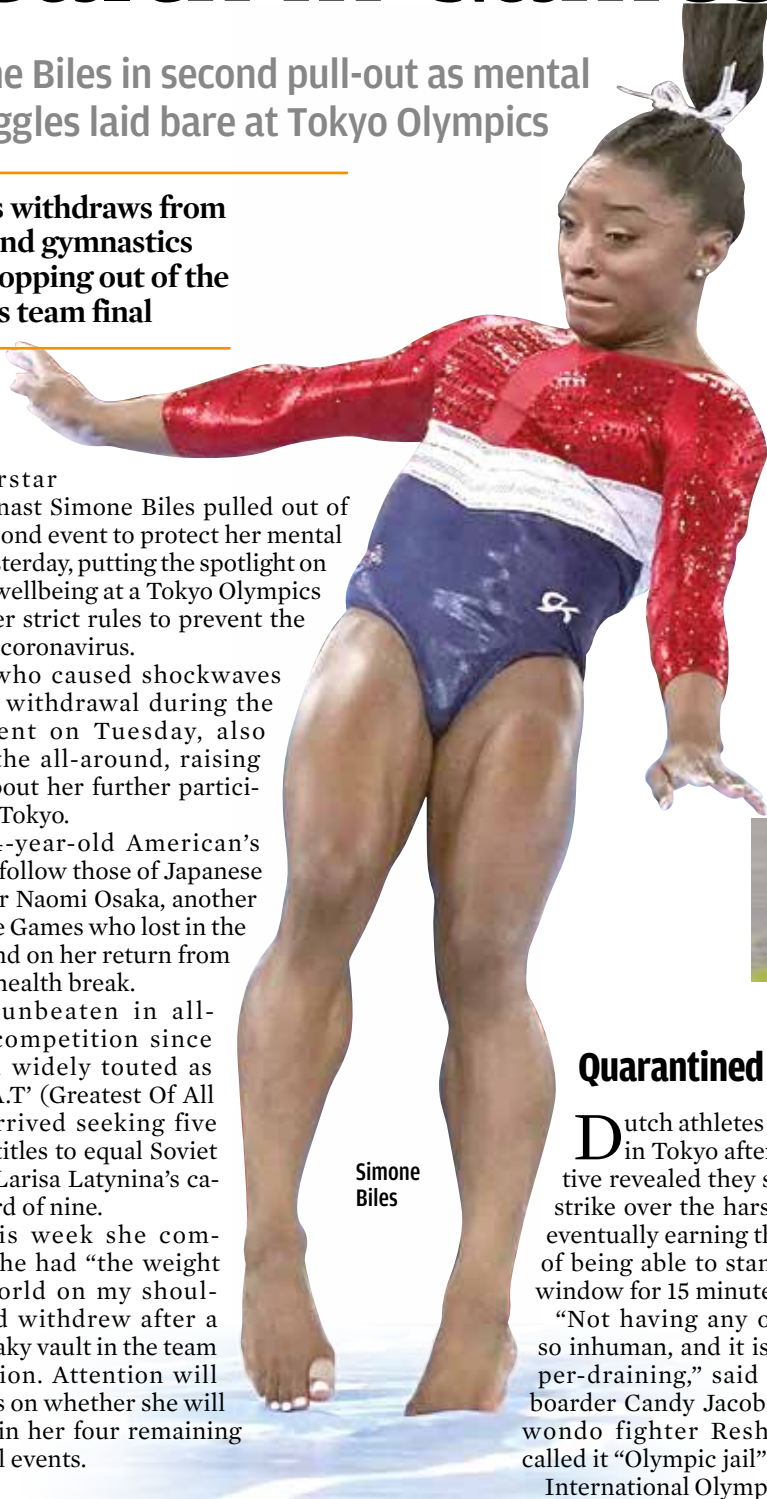 ne Biles in second pull-out as mental
ggles laid bare at Tokyo Olympics
s withdraws from
nd gymnastics
opping out of the
s team final
rstar
nast Simone Biles pulled out of
ond event to protect her mental
sterday, putting the spotlight on
wellbeing at a Tokyo Olympics
er strict rules to prevent the
coronavirus.
who caused shockwaves
withdrawal during the
ent on Tuesday, also
the all-around, raising
bout her further partici-
Tokyo.
4-year-old American's
follow those of Japanese
r Naomi Osaka, another
e Games who lost in the
nd on her return from
health break.
unbeaten in all-
competition since
widely touted as
A.T' (Greatest Of All
rrived seeking five
titles to equal Soviet
Larisa Latynina's ca-
rd of nine.
is week she com-
he had "the weight
orld on my shoul-
d withdrew after a
aky vault in the team
ion. Attention will
s on whether she will
in her four remaining
l events.
Simone
Biles
Quarantined
Dutch athletes
in Tokyo after
tive revealed they s
strike over the hars
eventually earning th
of being able to stan
window for 15 minute
"Not having any o
so inhuman, and it is
per-draining," said
boarder Candy Jacob
wondo fighter Resh
called it "Olympic jail"
International Olymp
GK